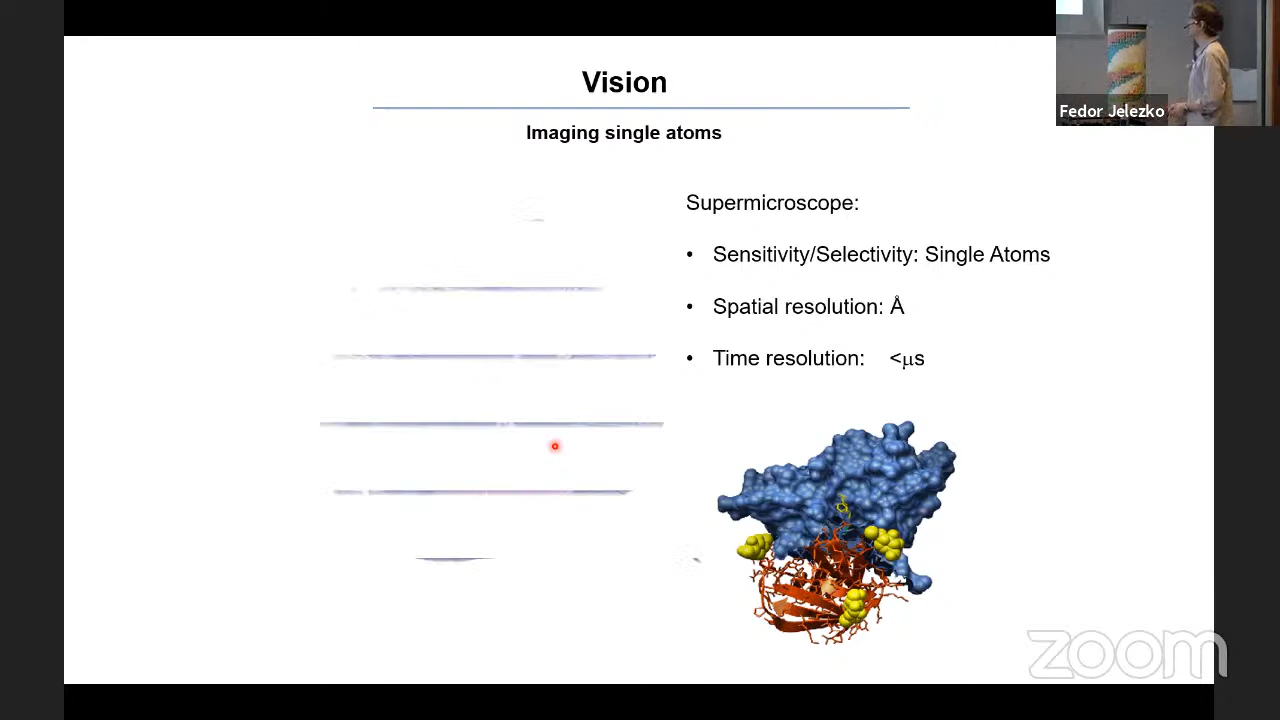 Vision
Imaging single atoms
Fedor Jelezko
Supermicroscope:
• Sensitivity/Selectivity: Single Atoms
• Spatial resolution: Å
• Time resolution: <μs
zoom